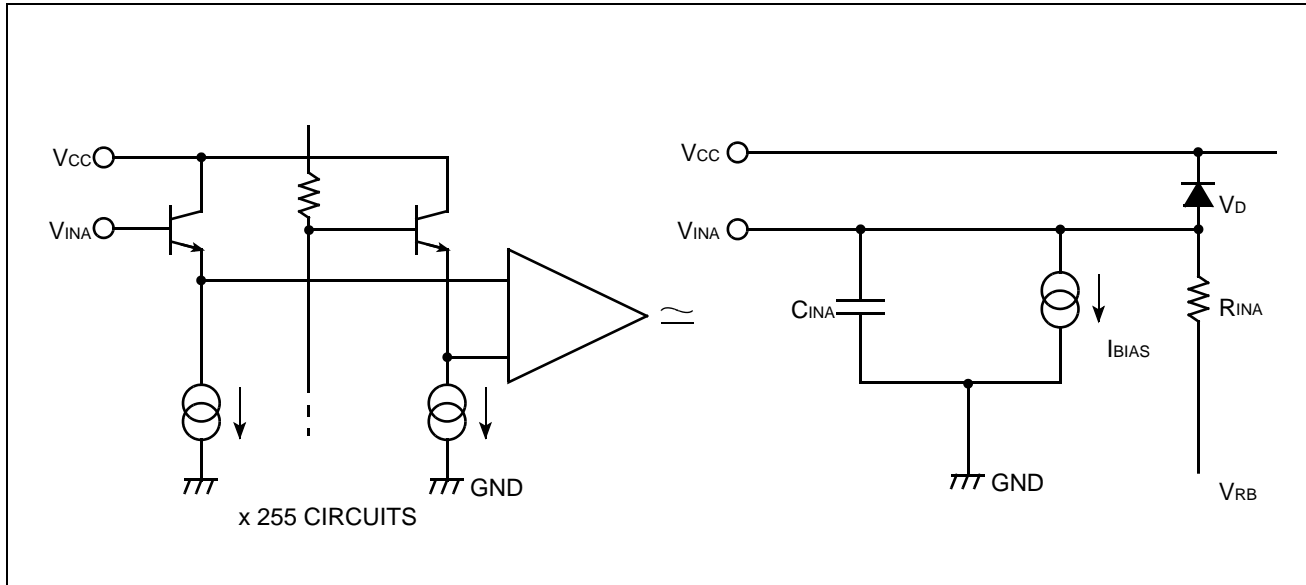 VCC
VINA
GND
x 255 CIRCUITS
≃
VCC
VD
VINA
CINA
IBIAS
RINA
GND
VRB